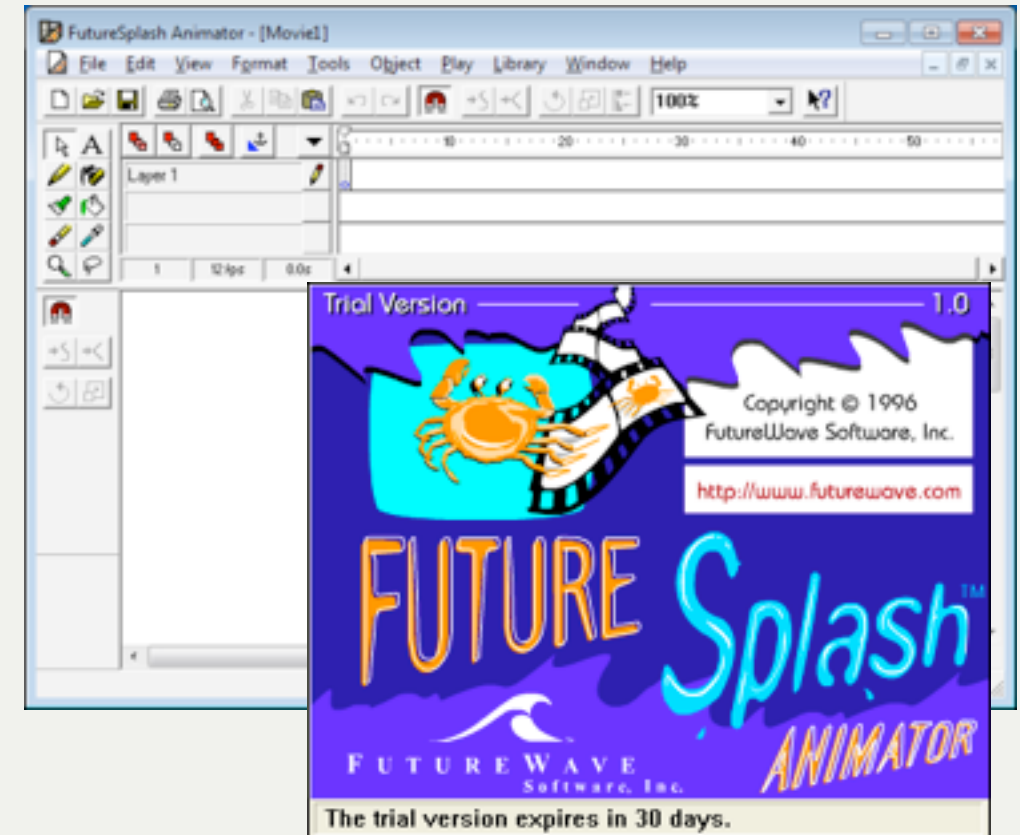 FutureSplash Animator - [Movie1]
File Edit View Format Tools Object Play Library Window Help
100%
A
10 20 30 40 50
Layer 1
1 12 fps 0.0s
Trial Version 1.0
Copyright © 1996
FutureWave Software, Inc.
http://www.futurewave.com
FUTURE Splash™
ANIMATOR
FUTUREWAVE
Software, Inc.
The trial version expires in 30 days.